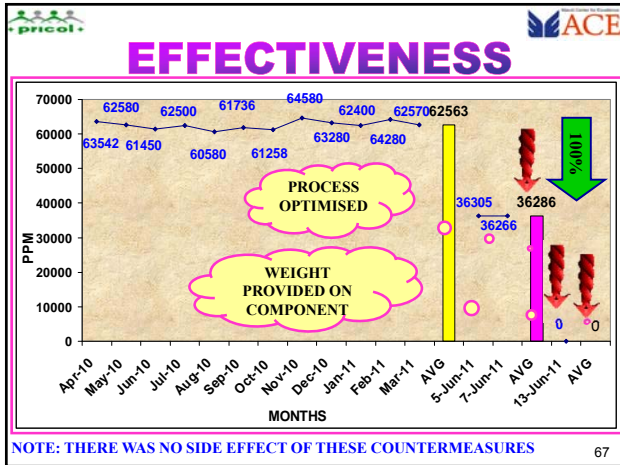 pricol
ACE
EFFECTIVENESS
70000
60000
50000
40000
30000
20000
10000
0
PPM
63542
62580
61450
62500
60580
61736
61258
64580
63280
62400
64280
62570
62563
36305
36266
36286
0
0
100%
PROCESS
OPTIMISED
WEIGHT
PROVIDED ON
COMPONENT
Apr-10
May-10
Jun-10
Jul-10
Aug-10
Sep-10
Oct-10
Nov-10
Dec-10
Jan-11
Feb-11
Mar-11
AVG
5-Jun-11
7-Jun-11
AVG
13-Jun-11
AVG
MONTHS
NOTE: THERE WAS NO SIDE EFFECT OF THESE COUNTERMEASURES
67